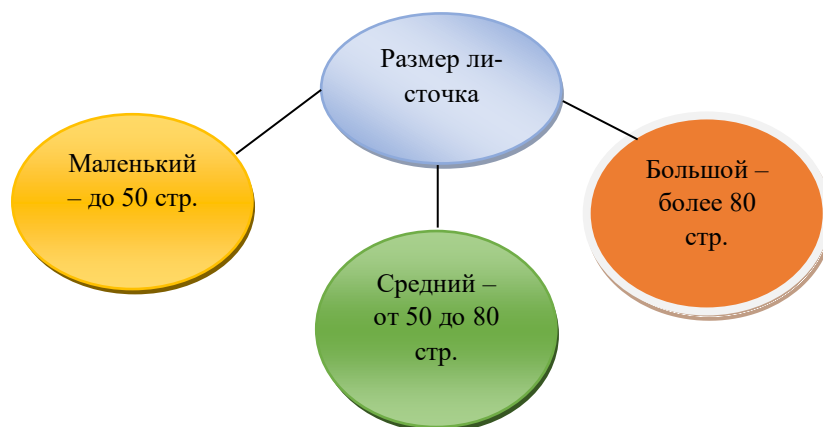 Размер ли-
сточка
Маленький
– до 50 стр.
Большой –
более 80
стр.
Средний –
от 50 до 80
стр.